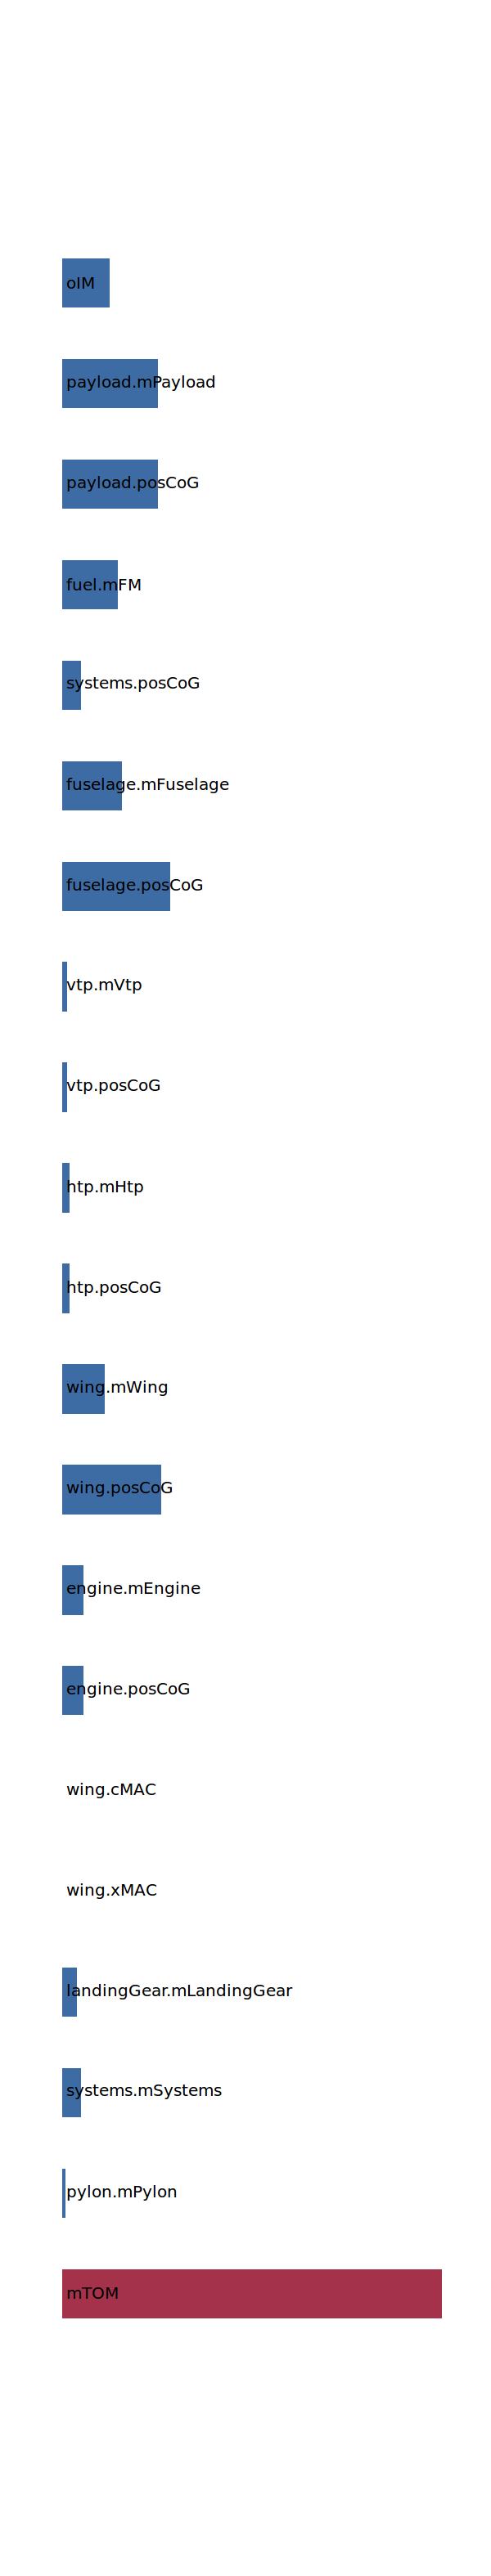 oIM
payload.mPayload
payload.posCoG
fuel.mFM
systems.posCoG
fuselage.mFuselage
fuselage.posCoG
vtp.mVtp
vtp.posCoG
htp.mHtp
htp.posCoG
wing.mWing
wing.posCoG
engine.mEngine
engine.posCoG
wing.cMAC
wing.xMAC
landingGear.mLandingGear
systems.mSystems
pylon.mPylon
mTOM